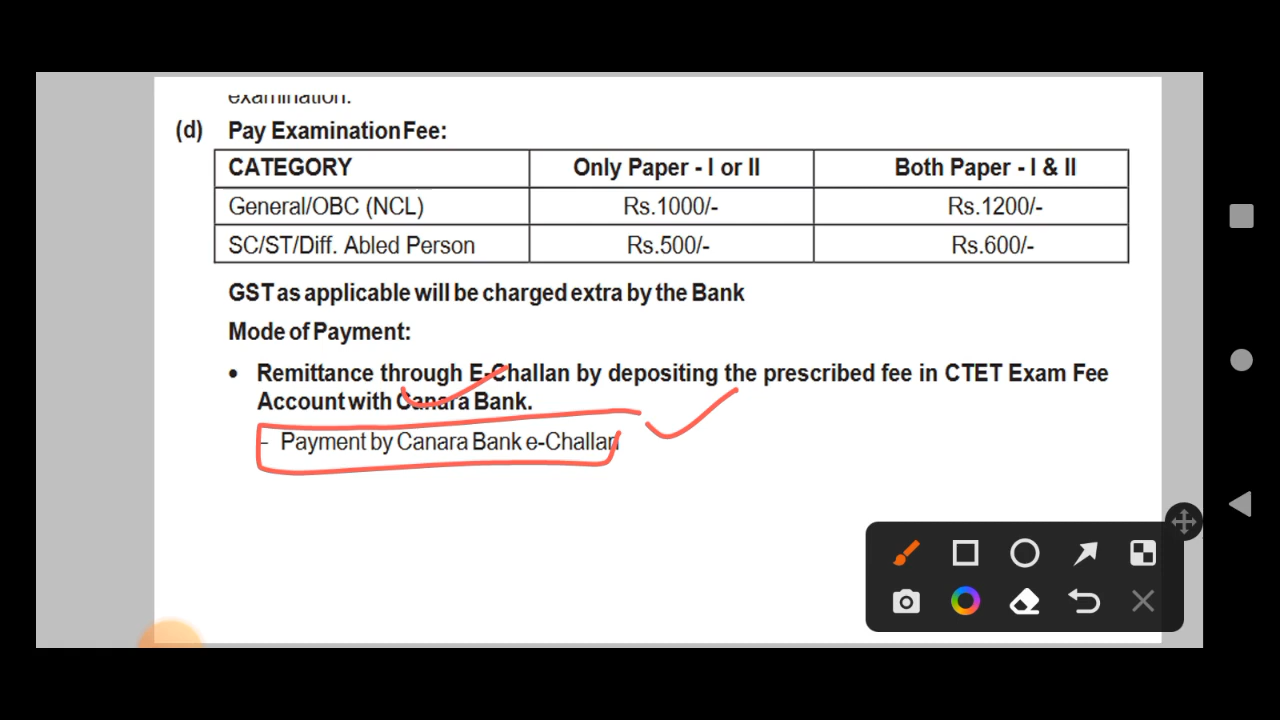 examination.
(d) Pay Examination Fee:
CATEGORY Only Paper - I or II Both Paper - I & II
General/OBC (NCL) Rs.1000/- Rs.1200/-
SC/ST/Diff. Abled Person Rs.500/- Rs.600/-
GST as applicable will be charged extra by the Bank
Mode of Payment:
• Remittance through E-Challan by depositing the prescribed fee in CTET Exam Fee
Account with Canara Bank.
– Payment by Canara Bank e-Challan